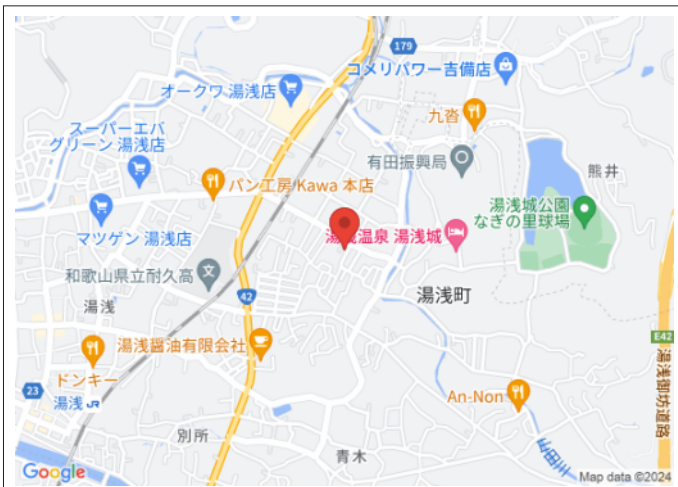 179
コメリパワー吉備店
オークワ 湯浅店
九沓
スーパーエバ
グリーン 湯浅店
有田振興局
熊井
パン工房 Kawa 本店
湯浅城公園
なぎの里球場
マツゲン 湯浅店
湯浅温泉 湯浅城
和歌山県立耐久高
文
42
湯浅町
湯浅
E42
湯浅御坊道路
湯浅醤油有限会社
ドンキー
23
An-Non
湯浅 JR
別所
山田川
青木
Google
Map data ©2024